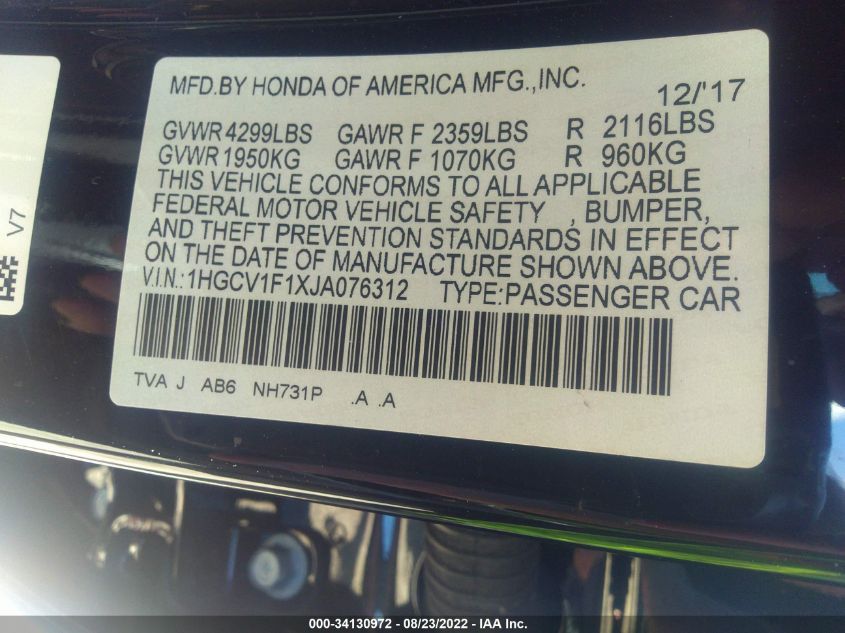 MFD.BY HONDA OF AMERICA MFG.,INC. 12/'17
GVWR 4299LBS GAWR F 2359LBS R 2116LBS
GVWR 1950KG GAWR F 1070KG R 960KG
THIS VEHICLE CONFORMS TO ALL APPLICABLE
FEDERAL MOTOR VEHICLE SAFETY , BUMPER,
AND THEFT PREVENTION STANDARDS IN EFFECT
ON THE DATE OF MANUFACTURE SHOWN ABOVE.
V.I.N.:1HGCV1F1XJA076312 TYPE:PASSENGER CAR
TVA J AB6 NH731P .A .A
V7
000-34130972 - 08/23/2022 - IAA Inc.